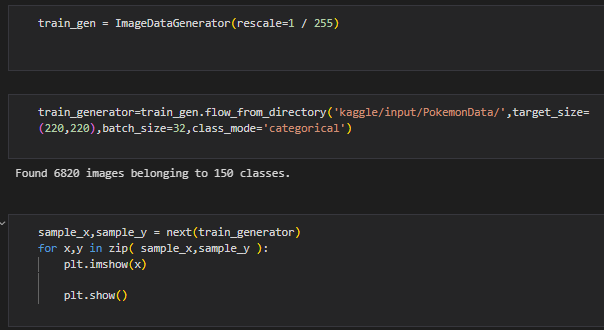 train_gen = ImageDataGenerator(rescale=1 / 255)
train_generator=train_gen.flow_from_directory('kaggle/input/PokemonData/',target_size=
(220,220),batch_size=32,class_mode='categorical')
Found 6820 images belonging to 150 classes.
sample_x,sample_y = next(train_generator)
for x,y in zip( sample_x,sample_y ):
    plt.imshow(x)
    plt.show()